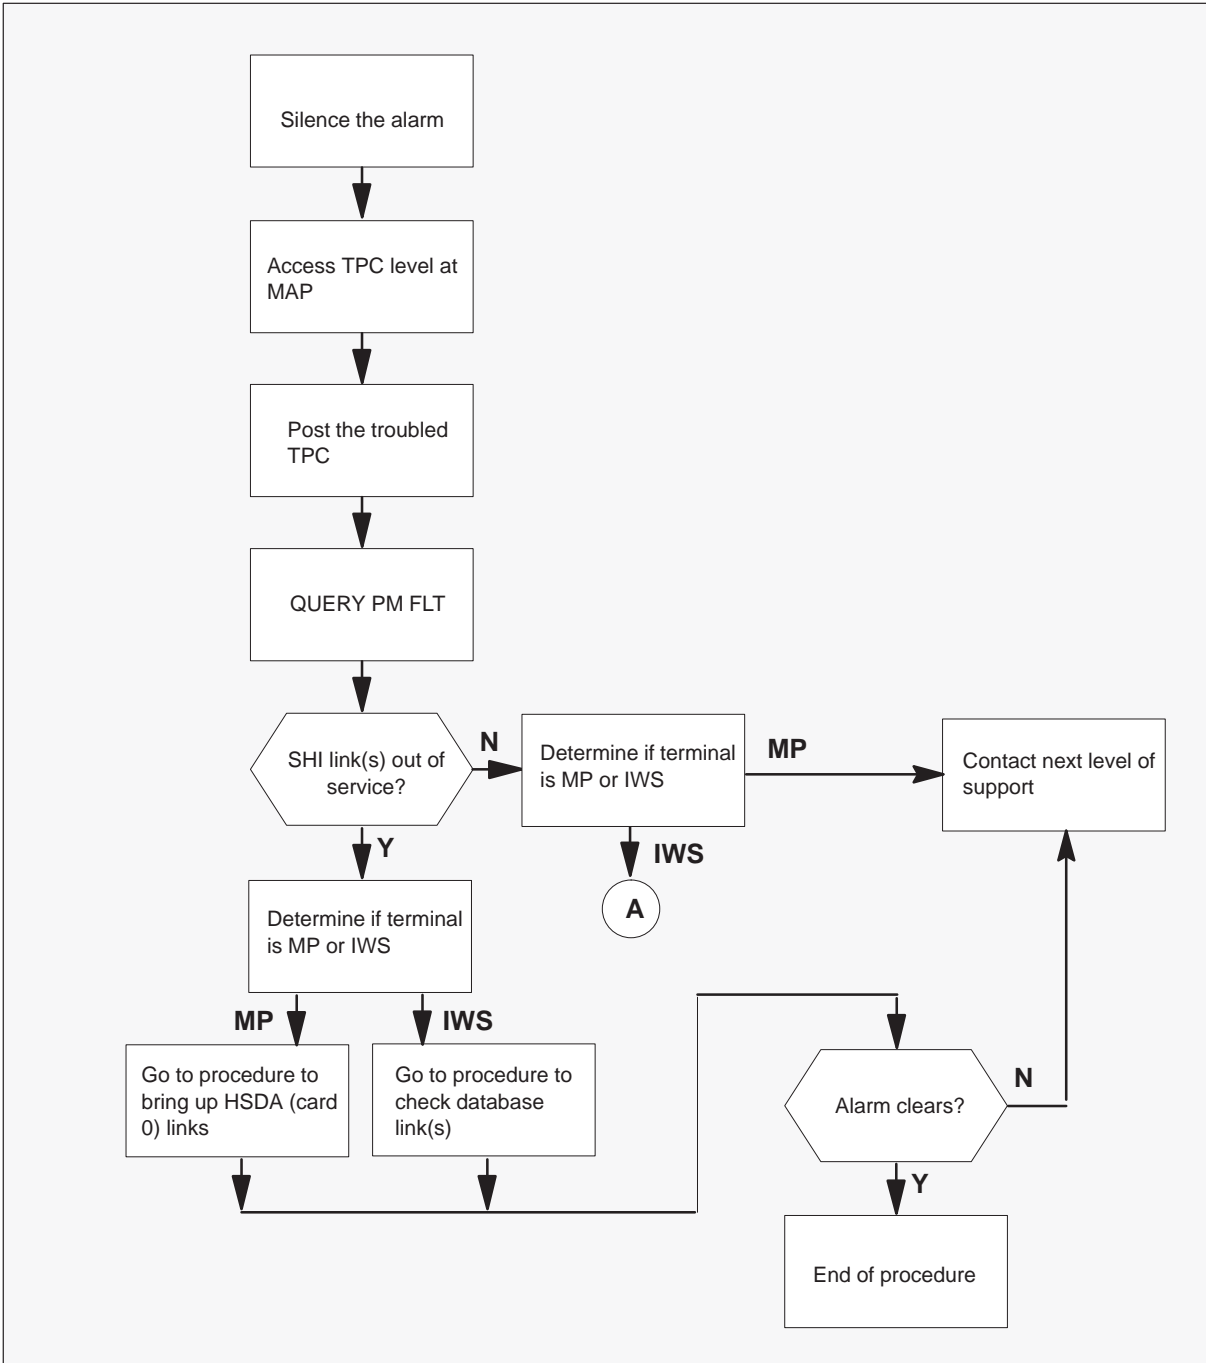 Silence the alarm
Access TPC level at
MAP
Post the troubled
TPC
QUERY PM FLT
SHI link(s) out of
service?
N
Determine if terminal
is MP or IWS
MP
Contact next level of
support
IWS
A
Y
Determine if terminal
is MP or IWS
MP
IWS
Go to procedure to
bring up HSDA (card
0) links
Go to procedure to
check database
link(s)
Alarm clears?
N
Y
End of procedure